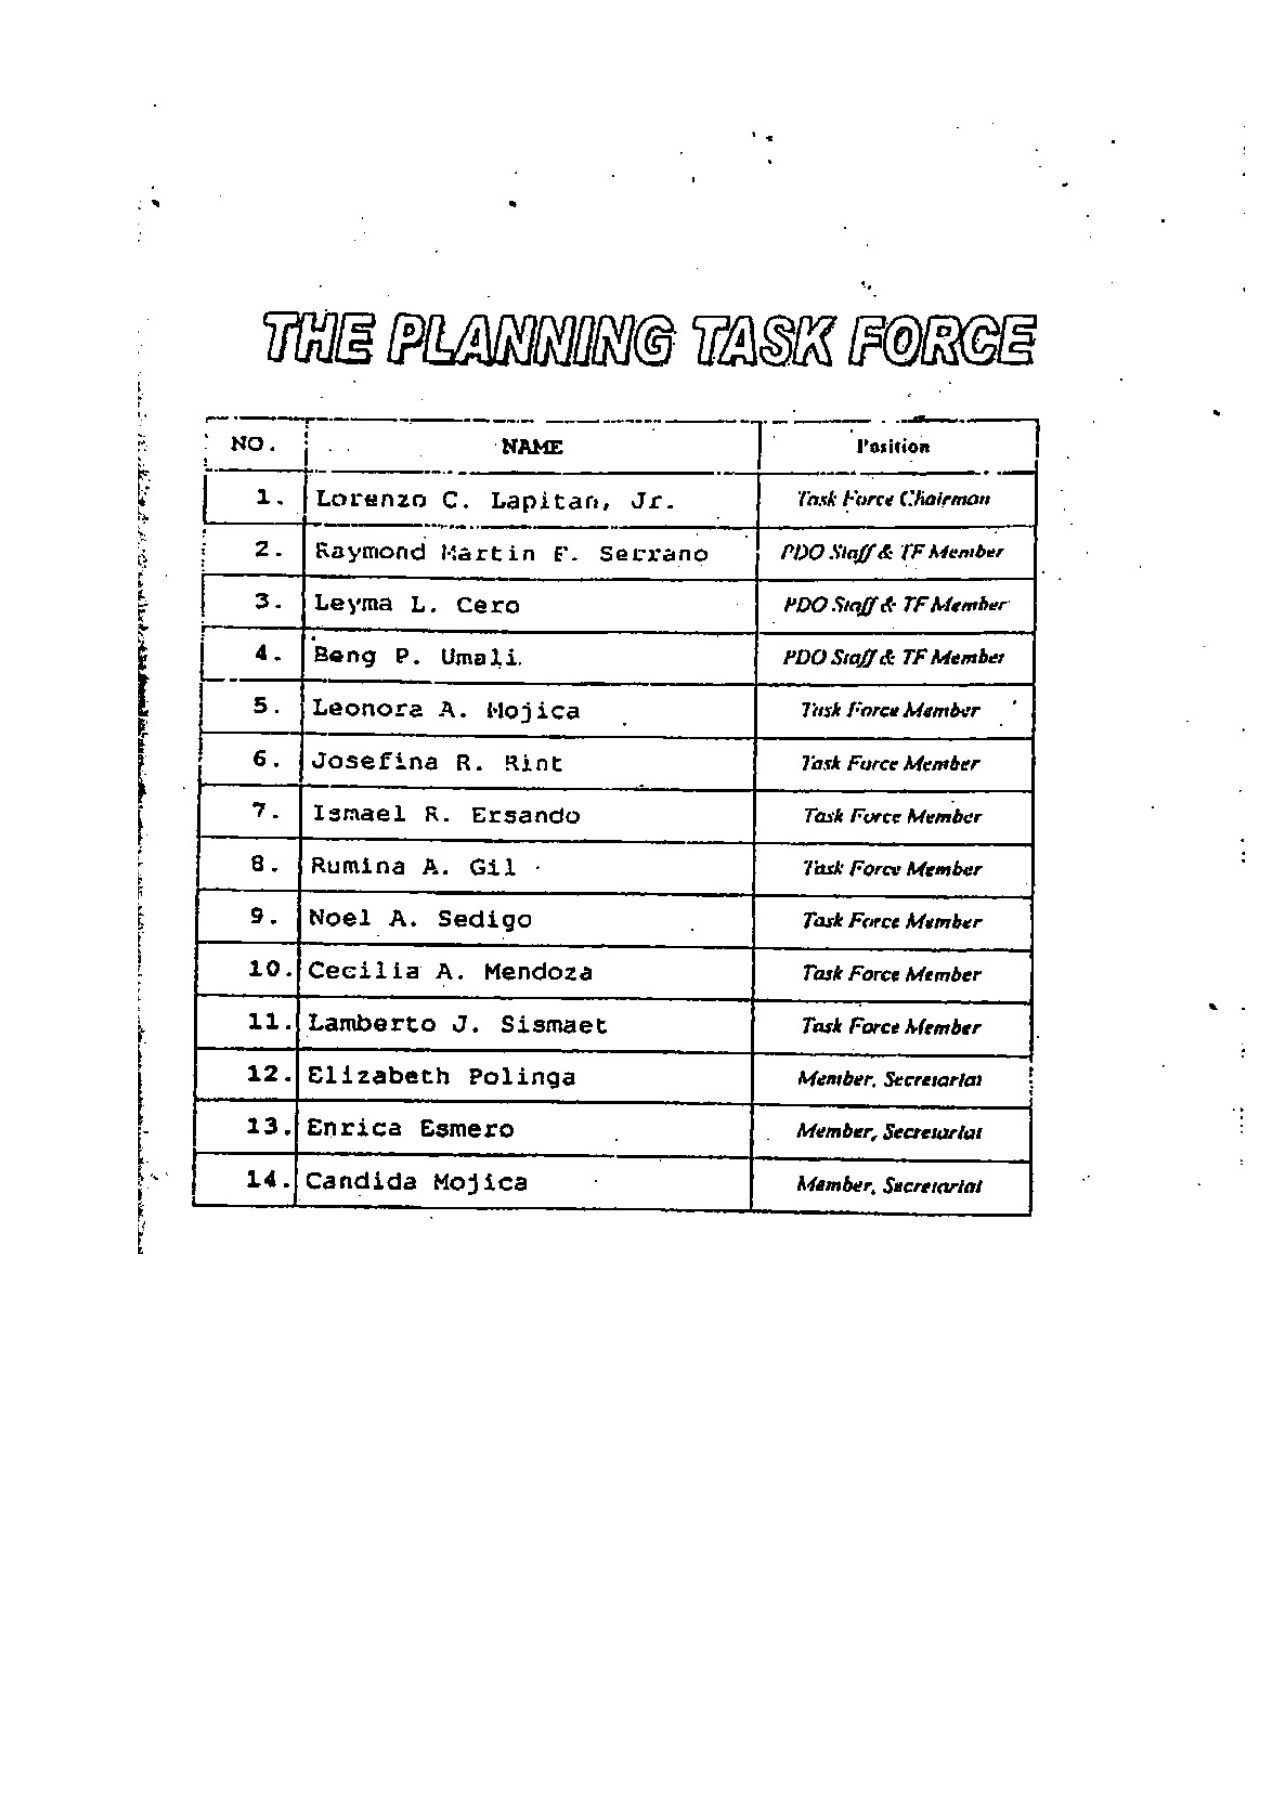 THE PLANNING TASK FORCE
NO. NAME Position
1. Lorenzo C. Lapitan, Jr. Task Force Chairman
2. Raymond Martin F. Serrano PDO Staff & TF Member
3. Leyma L. Cero PDO Staff & TF Member
4. Beng P. Umali PDO Staff & TF Member
5. Leonora A. Mojica Task Force Member
6. Josefina R. Rint Task Force Member
7. Ismael R. Ersando Task Force Member
8. Rumina A. Gil Task Force Member
9. Noel A. Sedigo Task Force Member
10. Cecilia A. Mendoza Task Force Member
11. Lamberto J. Sismaet Task Force Member
12. Elizabeth Polinga Member, Secretariat
13. Enrica Esmero Member, Secretariat
14. Candida Mojica Member, Secretariat